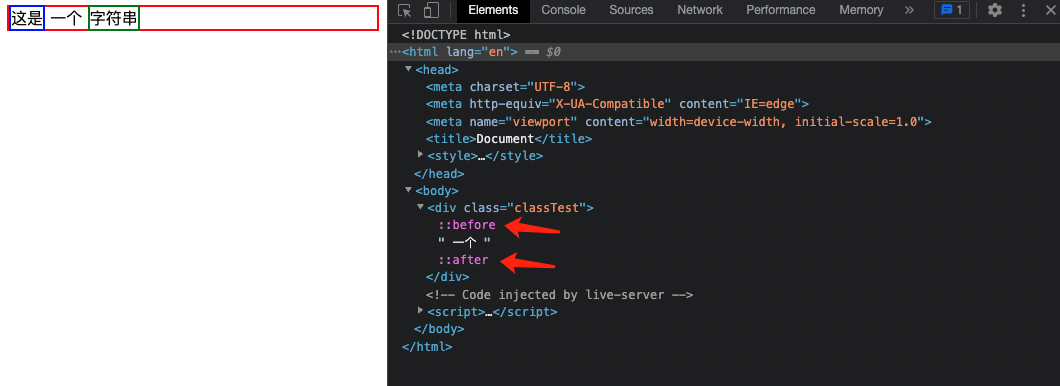 这是 一个 字符串
Elements Console Sources Network Performance Memory » 1
<!DOCTYPE html>
···<html lang="en"> == $0
<head>
<meta charset="UTF-8">
<meta http-equiv="X-UA-Compatible" content="IE=edge">
<meta name="viewport" content="width=device-width, initial-scale=1.0">
<title>Document</title>
<style>…</style>
</head>
<body>
<div class="classTest">
::before
" 一个 "
::after
</div>
<!-- Code injected by live-server -->
<script>…</script>
</body>
</html>